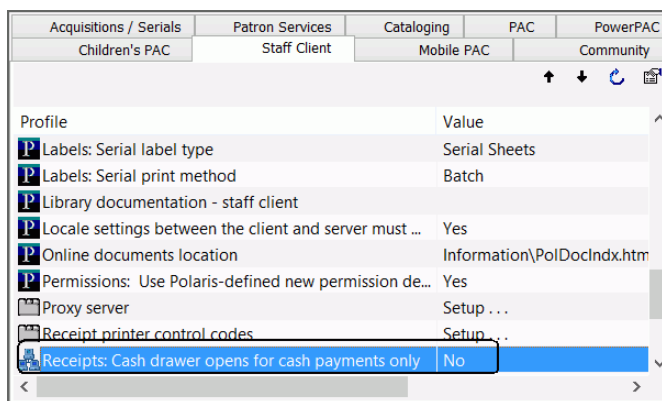 Acquisitions / Serials Patron Services Cataloging PAC PowerPAC
Children's PAC Staff Client Mobile PAC Community
Profile Value
Labels: Serial label type Serial Sheets
Labels: Serial print method Batch
Library documentation - staff client
Locale settings between the client and server must ... Yes
Online documents location Information\PolDocIndx.htm
Permissions: Use Polaris-defined new permission de... Yes
Proxy server Setup . . .
Receipt printer control codes Setup . . .
Receipts: Cash drawer opens for cash payments only No